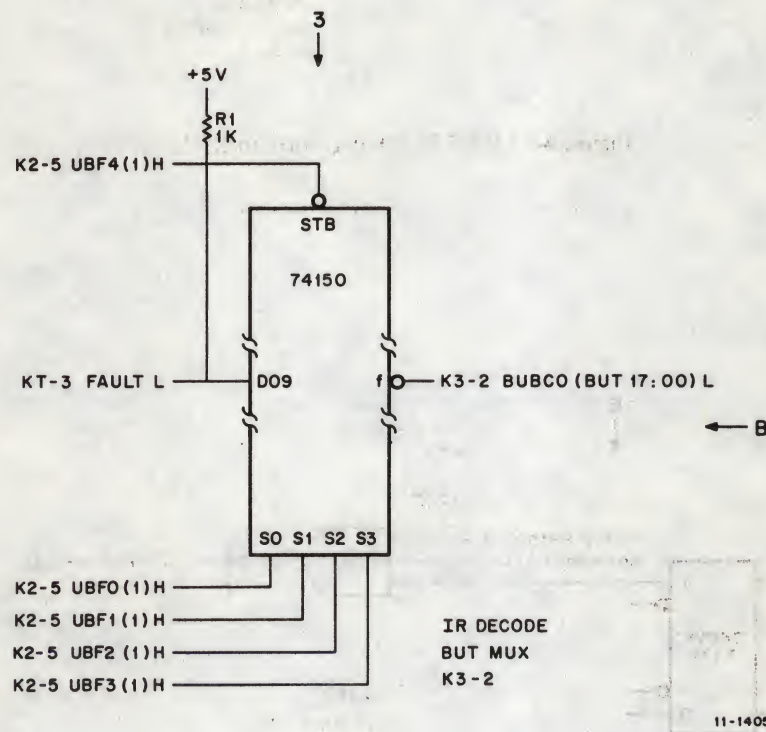 3
+5V
R1
1K
K2-5 UBF4(1)H
STB
74150
KT-3 FAULT L
D09
f
K3-2 BUBC0 (BUT 17:00) L
B
S0 S1 S2 S3
K2-5 UBF0 (1) H
K2-5 UBF1 (1) H
K2-5 UBF2 (1) H
K2-5 UBF3 (1) H
IR DECODE
BUT MUX
K3-2
11-1405